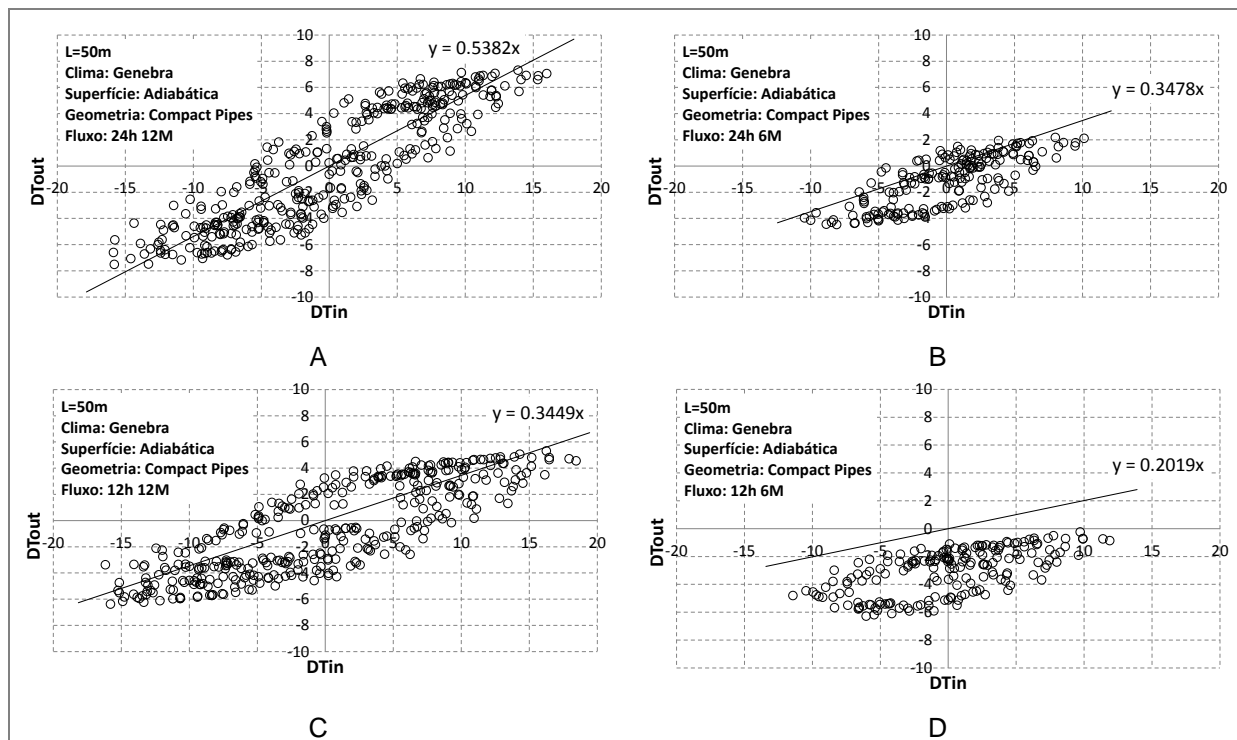 L=50m
Clima: Genebra
Superfície: Adiabática
Geometria: Compact Pipes
Fluxo: 24h 12M
y = 0.5382x
10
8
6
4
2
0
-2
-4
-6
-8
-10
-20 -15 -10 -5 0 5 10 15 20
DTout
DTin
A
L=50m
Clima: Genebra
Superfície: Adiabática
Geometria: Compact Pipes
Fluxo: 24h 6M
y = 0.3478x
10
8
6
4
2
0
-2
-4
-6
-8
-10
-20 -15 -10 -5 0 5 10 15 20
DTout
DTin
B
L=50m
Clima: Genebra
Superfície: Adiabática
Geometria: Compact Pipes
Fluxo: 12h 12M
y = 0.3449x
10
8
6
4
2
0
-2
-4
-6
-8
-10
-20 -15 -10 -5 0 5 10 15 20
DTout
DTin
C
L=50m
Clima: Genebra
Superfície: Adiabática
Geometria: Compact Pipes
Fluxo: 12h 6M
y = 0.2019x
10
8
6
4
2
0
-2
-4
-6
-8
-10
-20 -15 -10 -5 0 5 10 15 20
DTout
DTin
D